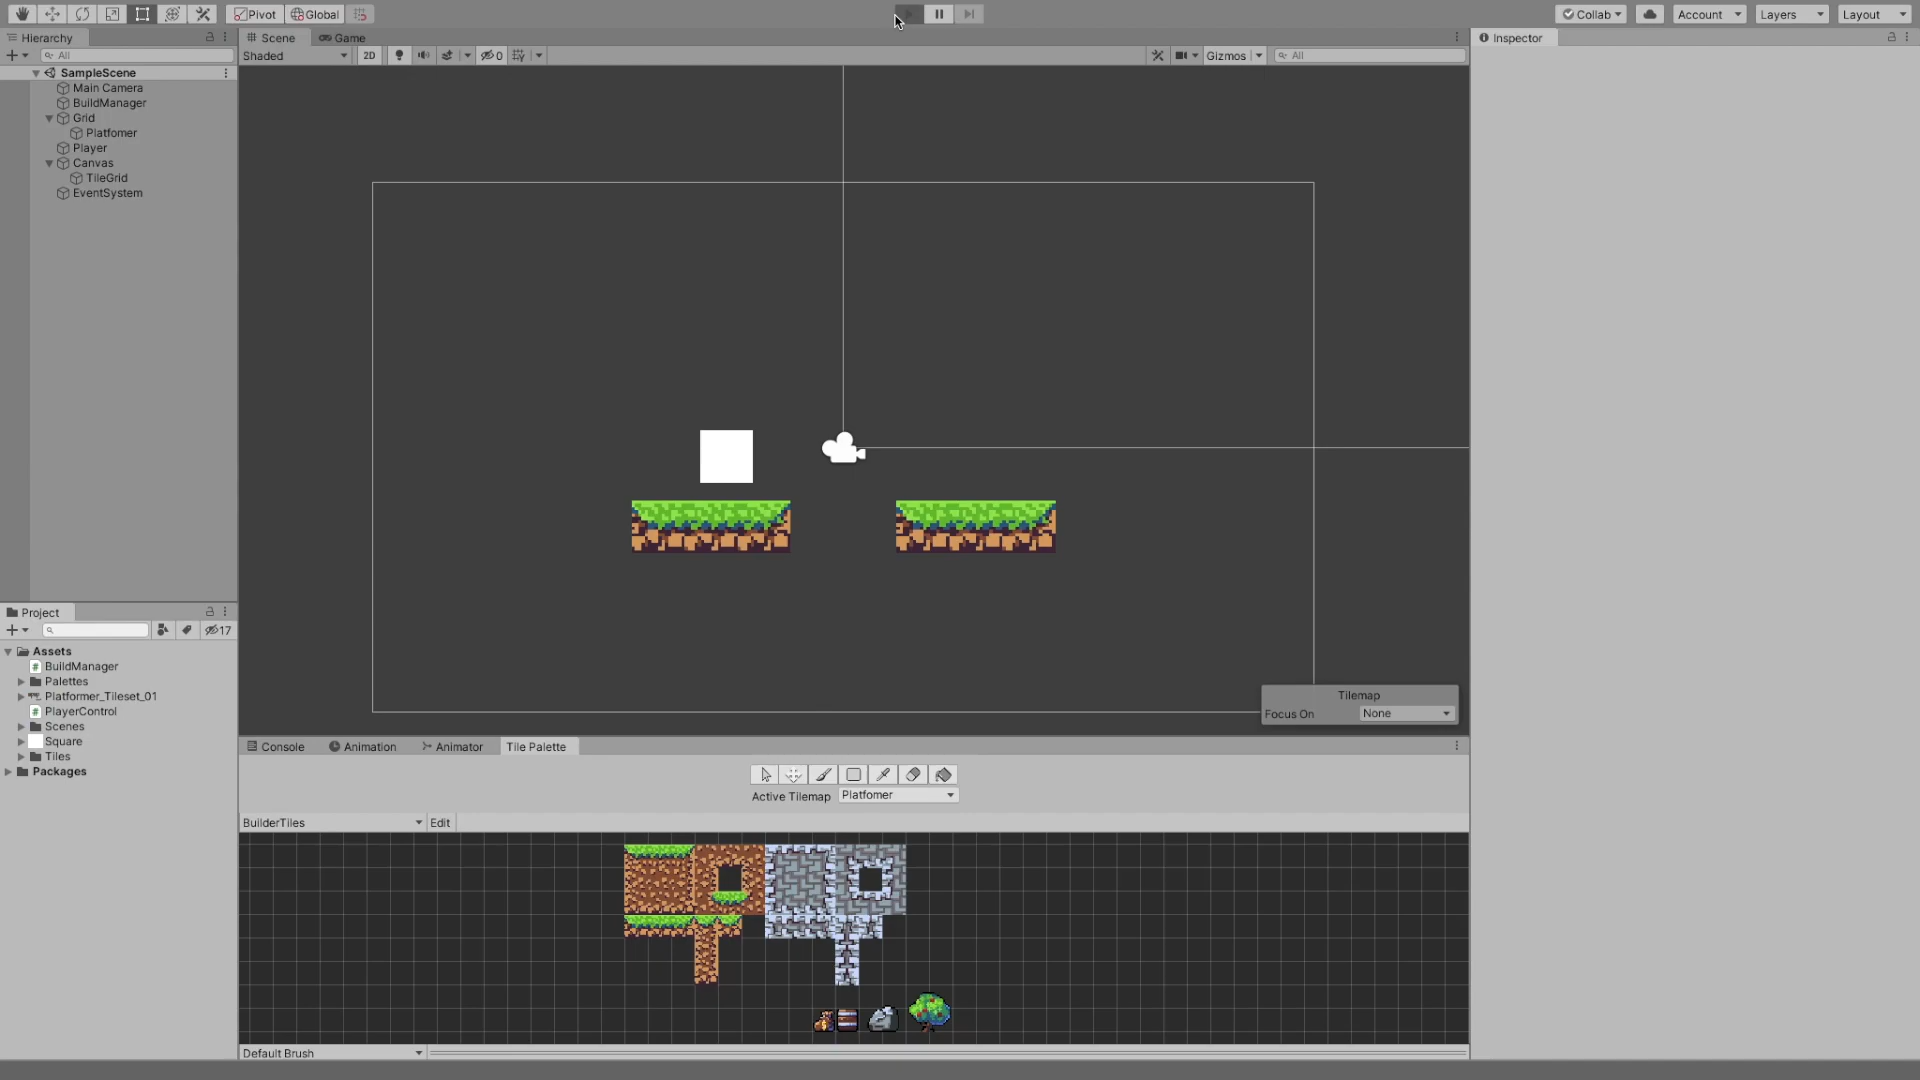 Pivot Global Collab Account Layers Layout
Hierarchy Scene Game Inspector
All Shaded 2D 0 Gizmos All
SampleScene
Main Camera
BuildManager
Grid
Platfomer
Player
Canvas
TileGrid
EventSystem
Tilemap
Focus On None
Project
17
Assets
BuildManager
Palettes
Platformer_Tileset_01
PlayerControl
Scenes
Square
Tiles
Packages
Console Animation Animator Tile Palette
Active Tilemap Platfomer
BuilderTiles Edit
Default Brush